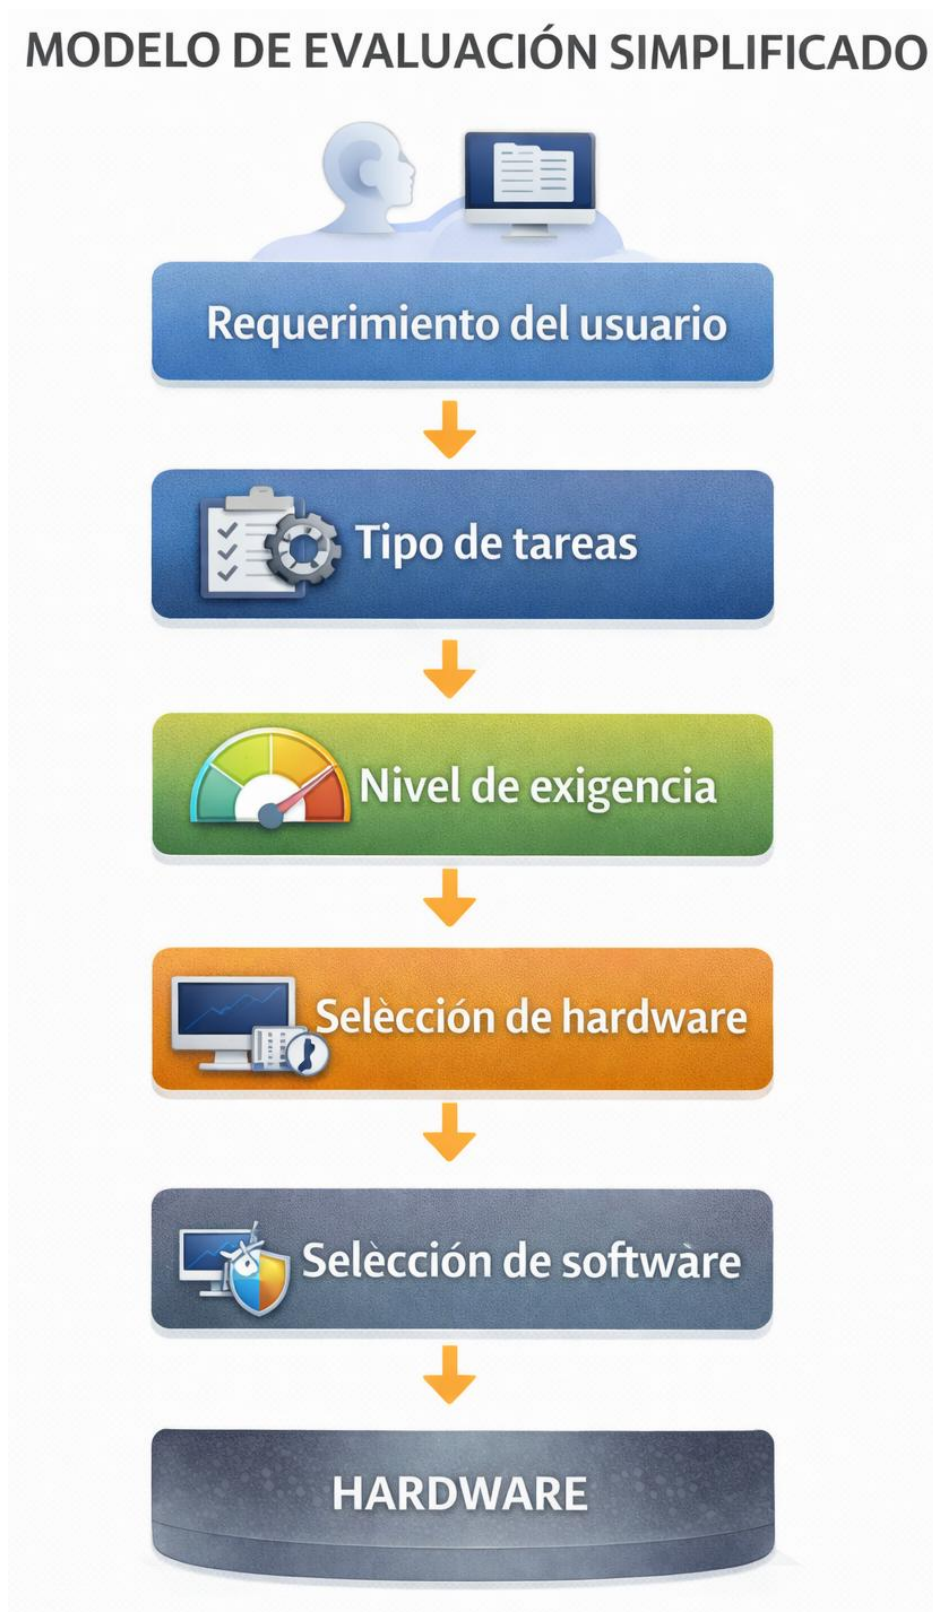 MODELO DE EVALUACIÓN SIMPLIFICADO
Requerimiento del usuario
Tipo de tareas
Nivel de exigencia
Selècción de hardware
Selècción de softwàre
HARDWARE